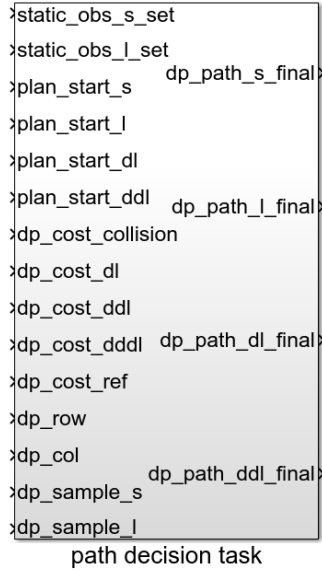 static_obs_s_set
static_obs_l_set
plan_start_s
plan_start_l
plan_start_dl
plan_start_ddl
dp_cost_collision
dp_cost_dl
dp_cost_ddl
dp_cost_dddl
dp_cost_ref
dp_row
dp_col
dp_sample_s
dp_sample_l
dp_path_s_final
dp_path_l_final
dp_path_dl_final
dp_path_ddl_final
path decision task